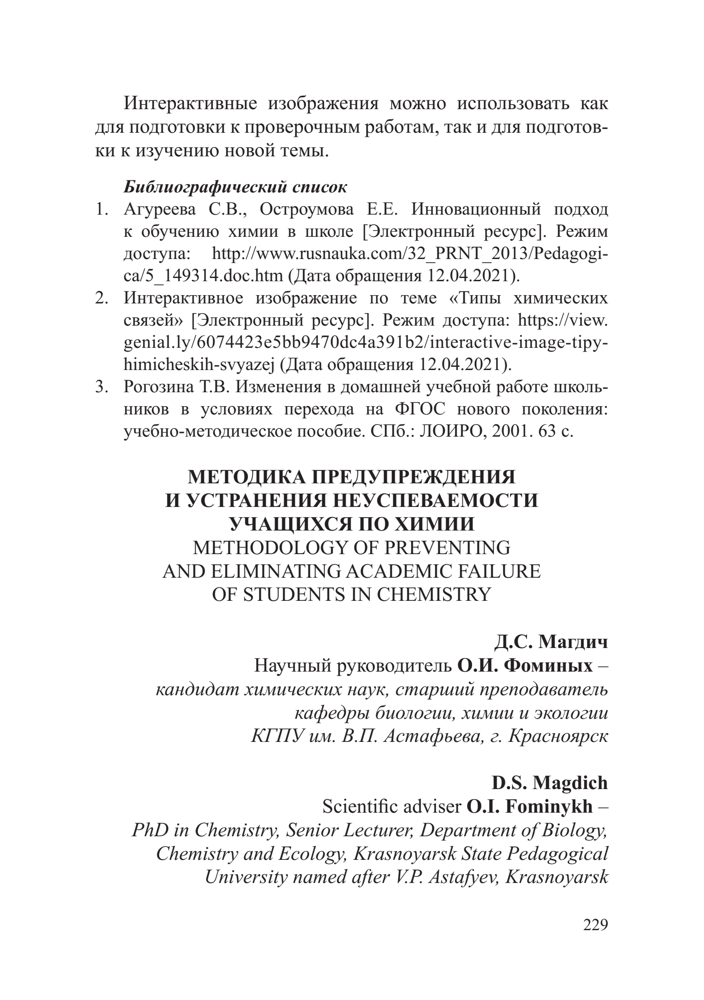 Интерактивные изображения можно использовать как
для подготовки к проверочным работам, так и для подготов-
ки к изучению новой темы.
Библиографический список
1. Агуреева С.В., Остроумова Е.Е. Инновационный подход
к обучению химии в школе [Электронный ресурс]. Режим
доступа: http://www.rusnauka.com/32_PRNT_2013/Pedagogi-
ca/5_149314.doc.htm (Дата обращения 12.04.2021).
2. Интерактивное изображение по теме «Типы химических
связей» [Электронный ресурс]. Режим доступа: https://view.
genial.ly/6074423e5bb9470dc4a391b2/interactive-image-tipy-
himicheskih-svyazej (Дата обращения 12.04.2021).
3. Рогозина Т.В. Изменения в домашней учебной работе школь-
ников в условиях перехода на ФГОС нового поколения:
учебно-методическое пособие. СПб.: ЛОИРО, 2001. 63 с.
МЕТОДИКА ПРЕДУПРЕЖДЕНИЯ
И УСТРАНЕНИЯ НЕУСПЕВАЕМОСТИ
УЧАЩИХСЯ ПО ХИМИИ
METHODOLOGY OF PREVENTING
AND ELIMINATING ACADEMIC FAILURE
OF STUDENTS IN CHEMISTRY
Д.С. Магдич
Научный руководитель О.И. Фоминых –
кандидат химических наук, старший преподаватель
кафедры биологии, химии и экологии
КГПУ им. В.П. Астафьева, г. Красноярск
D.S. Magdich
Scientific adviser O.I. Fominykh –
PhD in Chemistry, Senior Lecturer, Department of Biology,
Chemistry and Ecology, Krasnoyarsk State Pedagogical
University named after V.P. Astafyev, Krasnoyarsk
229